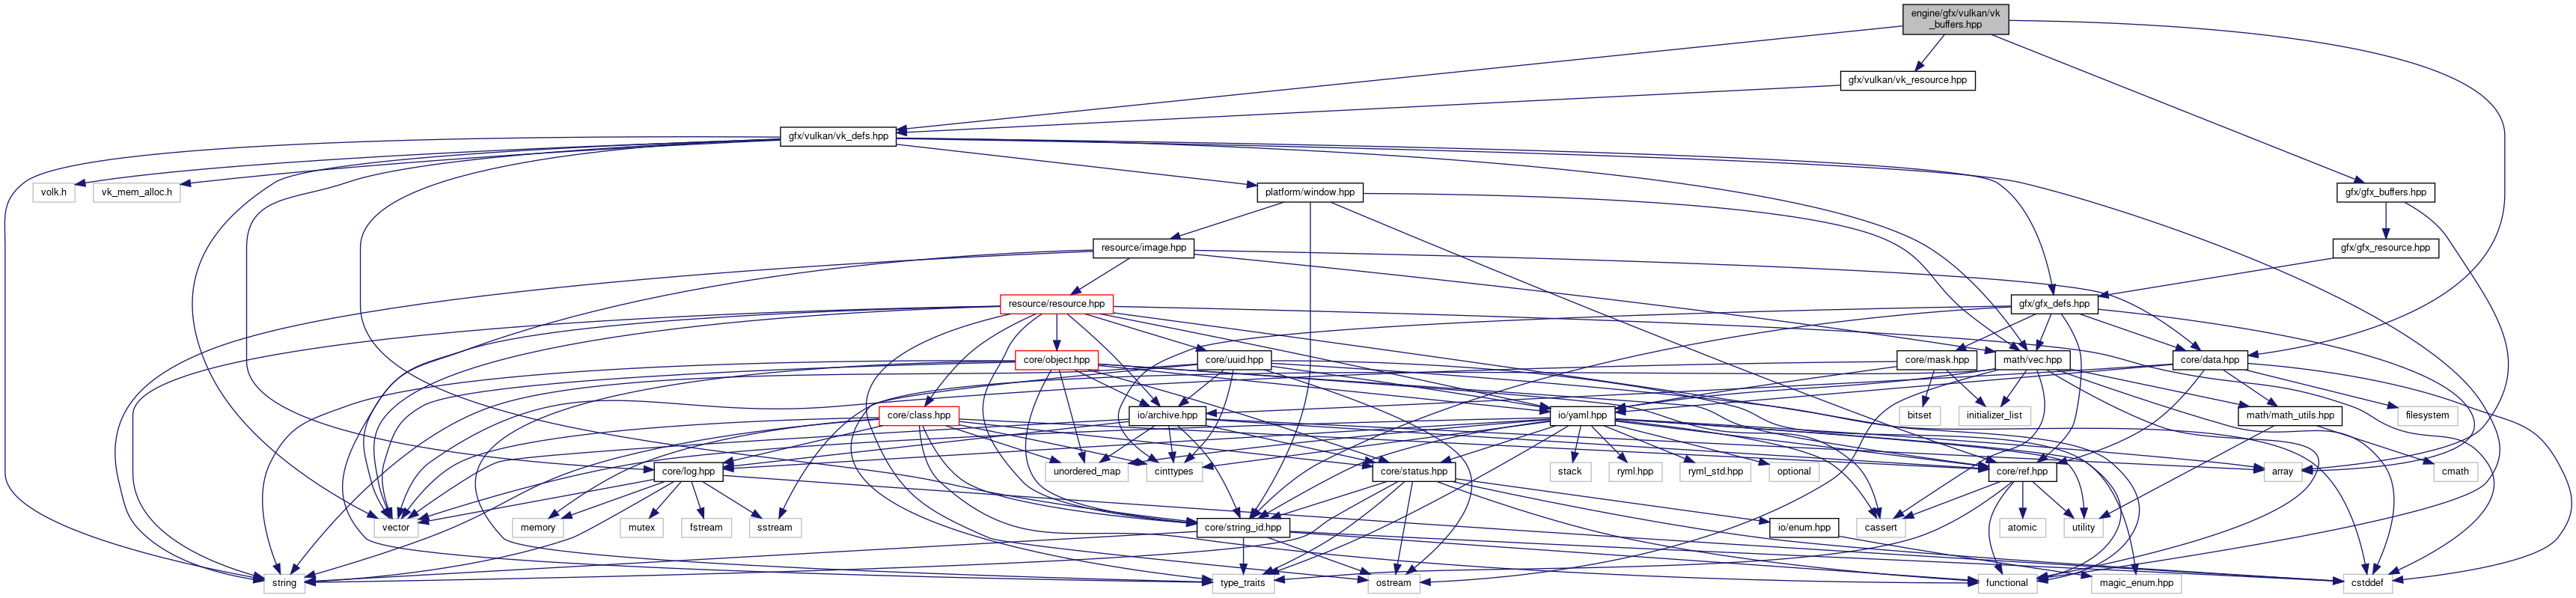 engine/gfx/vulkan/vk
_buffers.hpp
gfx/vulkan/vk_resource.hpp
gfx/vulkan/vk_defs.hpp
volk.h
vk_mem_alloc.h
platform/window.hpp
gfx/gfx_buffers.hpp
resource/image.hpp
gfx/gfx_resource.hpp
resource/resource.hpp
gfx/gfx_defs.hpp
core/object.hpp
core/uuid.hpp
core/mask.hpp
math/vec.hpp
core/data.hpp
core/class.hpp
io/archive.hpp
io/yaml.hpp
bitset
initializer_list
math/math_utils.hpp
filesystem
core/log.hpp
unordered_map
cinttypes
core/status.hpp
stack
ryml.hpp
ryml_std.hpp
optional
core/ref.hpp
array
cmath
vector
memory
mutex
fstream
sstream
core/string_id.hpp
io/enum.hpp
cassert
atomic
utility
string
type_traits
ostream
functional
magic_enum.hpp
cstddef